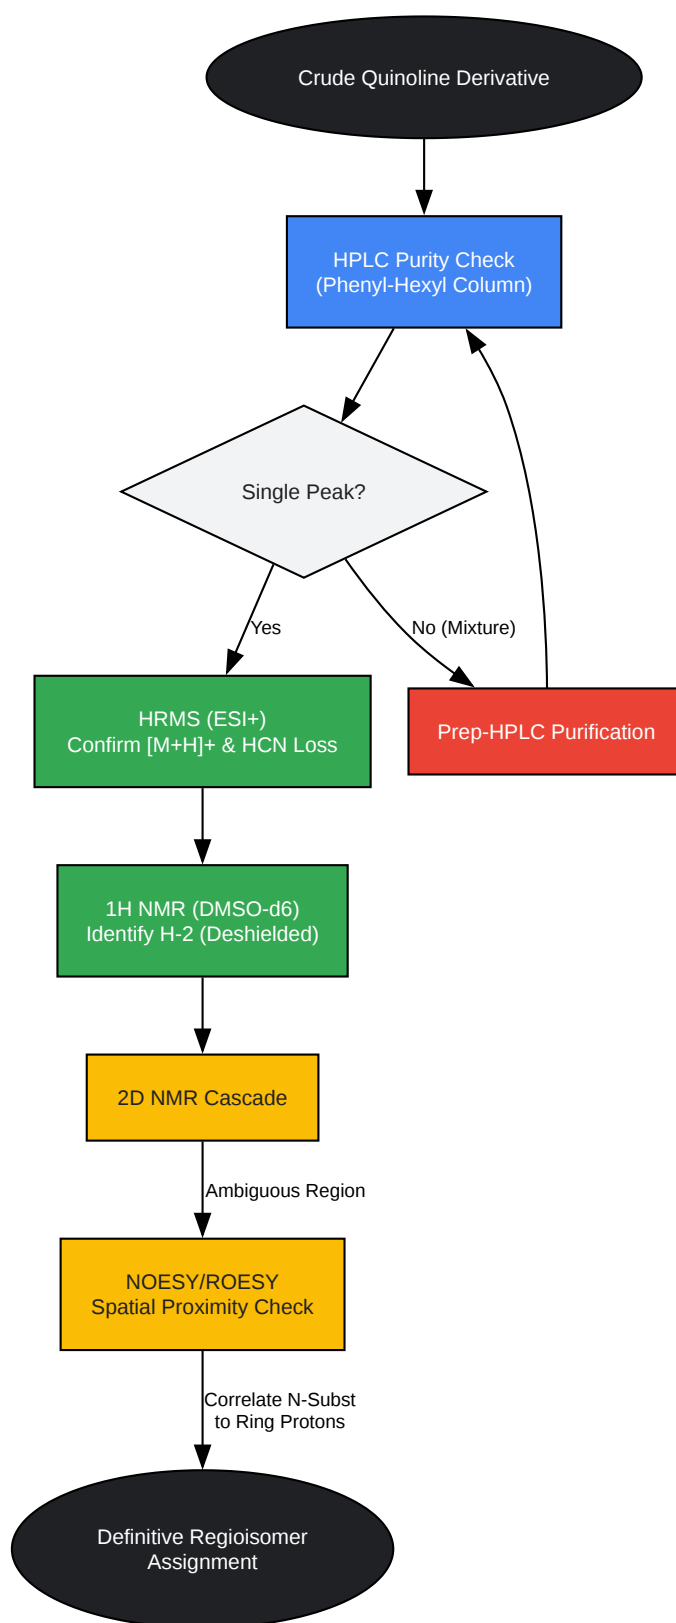 Crude Quinoline Derivative
HPLC Purity Check
(Phenyl-Hexyl Column)
Single Peak?
Yes
No (Mixture)
HRMS (ESI+)
Confirm [M+H]+ & HCN Loss
Prep-HPLC Purification
1H NMR (DMSO-d6)
Identify H-2 (Deshielded)
2D NMR Cascade
Ambiguous Region
NOESY/ROESY
Spatial Proximity Check
Correlate N-Subst
to Ring Protons
Definitive Regioisomer
Assignment